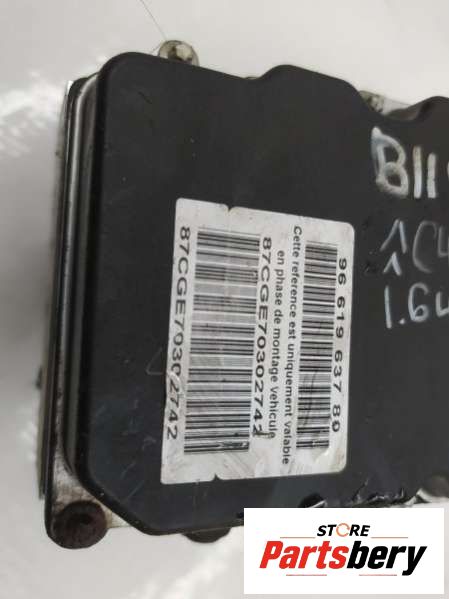 96 619 637 80
Cette reference est uniquement valable
en phase de montage vehicule
87CGE70302742
87CGE70302742
B11
1.6
STORE
Partsbery